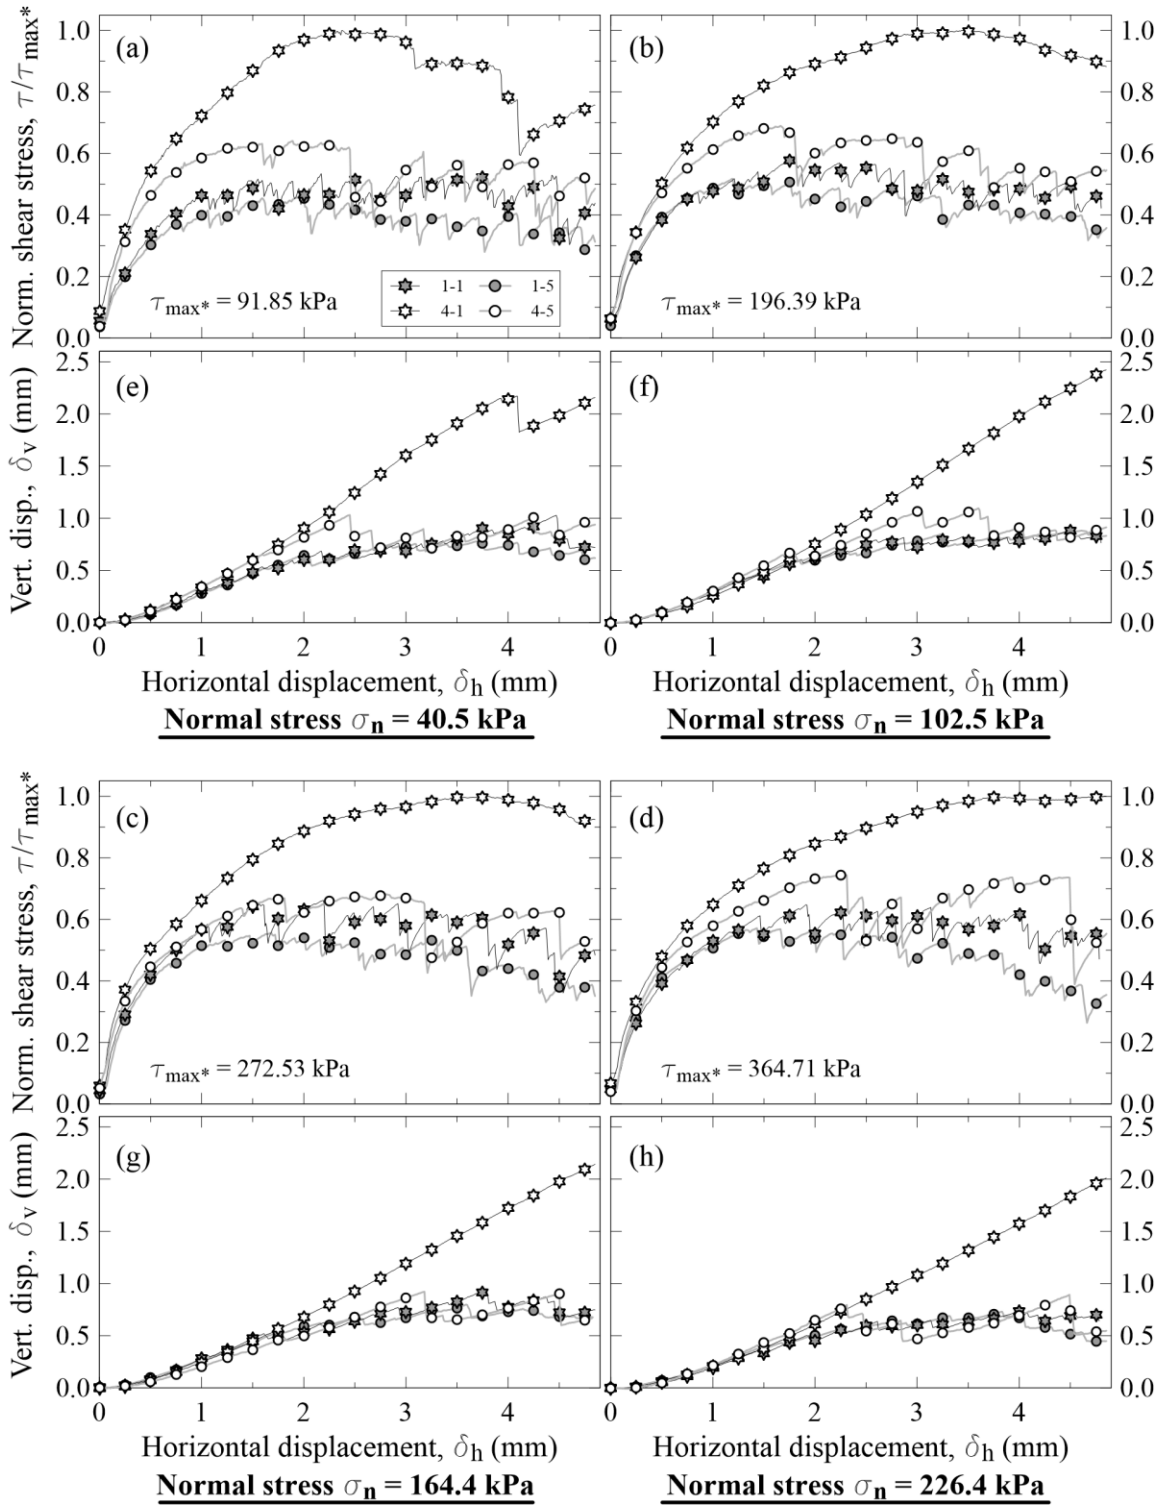 Norm. shear stress, τ/τmax*
1.0
0.8
0.6
0.4
0.2
0.0
(a)
τmax* = 91.85 kPa
1-1
1-5
4-1
4-5
(b)
τmax* = 196.39 kPa
1.0
0.8
0.6
0.4
0.2
0.0
Vert. disp., δv (mm)
2.5
2.0
1.5
1.0
0.5
0.0
(e)
(f)
2.5
2.0
1.5
1.0
0.5
0.0
0 1 2 3 4
0 1 2 3 4
Horizontal displacement, δh (mm)
Horizontal displacement, δh (mm)
Normal stress σn = 40.5 kPa
Normal stress σn = 102.5 kPa
Norm. shear stress, τ/τmax*
1.0
0.8
0.6
0.4
0.2
0.0
(c)
τmax* = 272.53 kPa
(d)
τmax* = 364.71 kPa
1.0
0.8
0.6
0.4
0.2
0.0
Vert. disp., δv (mm)
2.5
2.0
1.5
1.0
0.5
0.0
(g)
(h)
2.5
2.0
1.5
1.0
0.5
0.0
0 1 2 3 4
0 1 2 3 4
Horizontal displacement, δh (mm)
Horizontal displacement, δh (mm)
Normal stress σn = 164.4 kPa
Normal stress σn = 226.4 kPa